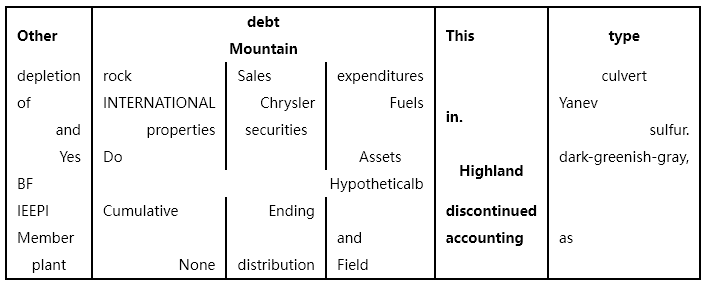 debt
Other This type
Mountain
depletion rock Sales expenditures culvert
of INTERNATIONAL Chrysler Fuels Yanev
in.
and properties securities sulfur.
Yes Do Assets dark-greenish-gray,
Highland
BF Hypotheticalb
IEEPI Cumulative Ending discontinued
Member and accounting as
plant None distribution Field